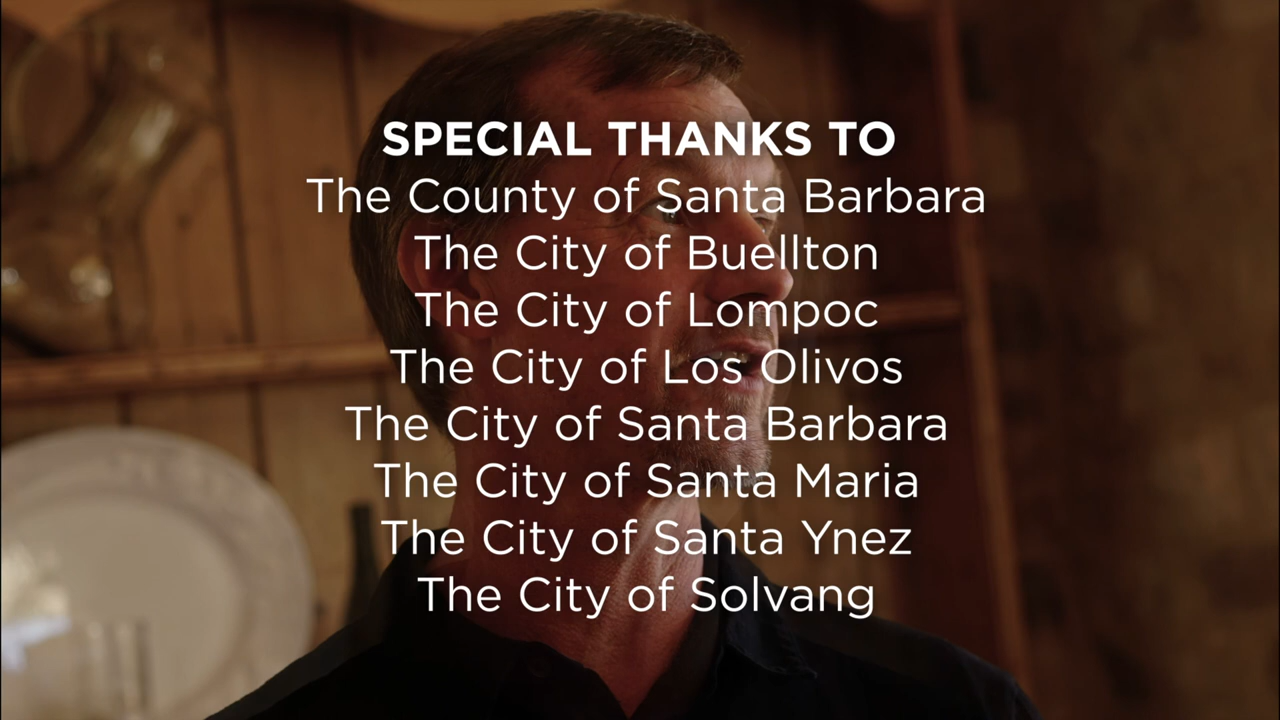 SPECIAL THANKS TO
The County of Santa Barbara
The City of Buellton
The City of Lompoc
The City of Los Olivos
The City of Santa Barbara
The City of Santa Maria
The City of Santa Ynez
The City of Solvang